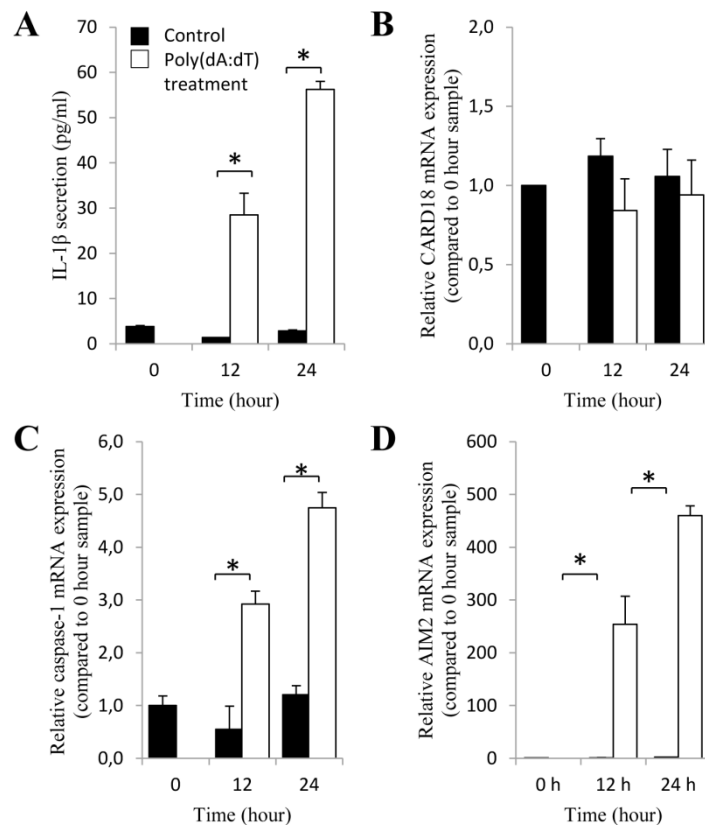 A
70
60
50
40
30
20
10
0
IL-1β secretion (pg/ml)
Control
Poly(dA:dT)
treatment
*
*
0 12 24
Time (hour)
B
2,0
1,5
1,0
0,5
0,0
Relative CARD18 mRNA expression
(compared to 0 hour sample)
0 12 24
Time (hour)
C
6,0
5,0
4,0
3,0
2,0
1,0
0,0
Relative caspase-1 mRNA expression
(compared to 0 hour sample)
*
*
0 12 24
Time (hour)
D
600
500
400
300
200
100
0
Relative AIM2 mRNA expression
(compared to 0 hour sample)
*
*
0 h 12 h 24 h
Time (hour)